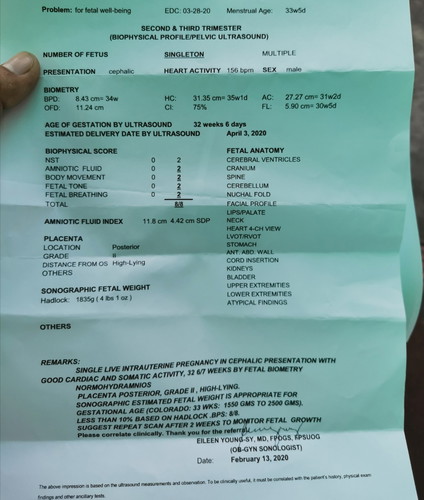 Problem: for fetal well-being EDC: 03-28-20 Menstrual Age: 33w5d
SECOND & THIRD TRIMESTER
(BIOPHYSICAL PROFILE/PELVIC ULTRASOUND)
NUMBER OF FETUS SINGLETON MULTIPLE
PRESENTATION cephalic HEART ACTIVITY 156 bpm SEX male
BIOMETRY
BPD: 8.43 cm= 34w HC: 31.35 cm= 35w1d AC: 27.27 cm= 31w2d
OFD: 11.24 cm CI: 75% FL: 5.90 cm= 30w5d
AGE OF GESTATION BY ULTRASOUND 32 weeks 6 days
ESTIMATED DELIVERY DATE BY ULTRASOUND April 3, 2020
BIOPHYSICAL SCORE FETAL ANATOMY
NST 0 2 CEREBRAL VENTRICLES
AMNIOTIC FLUID 0 2 CRANIUM
BODY MOVEMENT 0 2 SPINE
FETAL TONE 0 2 CEREBELLUM
FETAL BREATHING 0 2 NUCHAL FOLD
TOTAL 8/8 FACIAL PROFILE
LIPS/PALATE
AMNIOTIC FLUID INDEX 11.8 cm 4.42 cm SDP NECK
HEART 4-CH VIEW
PLACENTA LVOT/RVOT
LOCATION Posterior STOMACH
GRADE II ANT. ABD. WALL
DISTANCE FROM OS High-Lying CORD INSERTION
OTHERS KIDNEYS
BLADDER
SONOGRAPHIC FETAL WEIGHT UPPER EXTREMITIES
Hadlock: 1835g ( 4 lbs 1 oz ) LOWER EXTREMITIES
ATYPICAL FINDINGS
OTHERS
REMARKS:
SINGLE LIVE INTRAUTERINE PREGNANCY IN CEPHALIC PRESENTATION WITH
GOOD CARDIAC AND SOMATIC ACTIVITY, 32 6/7 WEEKS BY FETAL BIOMETRY
NORMOHYDRAMNIOS
PLACENTA POSTERIOR, GRADE II, HIGH-LYING.
SONOGRAPHIC ESTIMATED FETAL WEIGHT IS APPROPRIATE FOR
GESTATIONAL AGE (COLORADO: 33 WKS: 1550 GMS TO 2500 GMS).
LESS THAN 10% BASED ON HADLOCK .BPS: 8/8.
SUGGEST REPEAT SCAN AFTER 2 WEEKS TO MONITOR FETAL GROWTH
Please correlate clinically. Thank you for the referral.
EILEEN YOUNG-SY, MD, FPOGS, FPSUOG
(OB-GYN SONOLOGIST)
Date: February 13, 2020
The above impression is based on the ultrasound measurements and observation. To be clinically useful, it must be correlated with the patient's history, physical exam
findings and other ancillary tests.